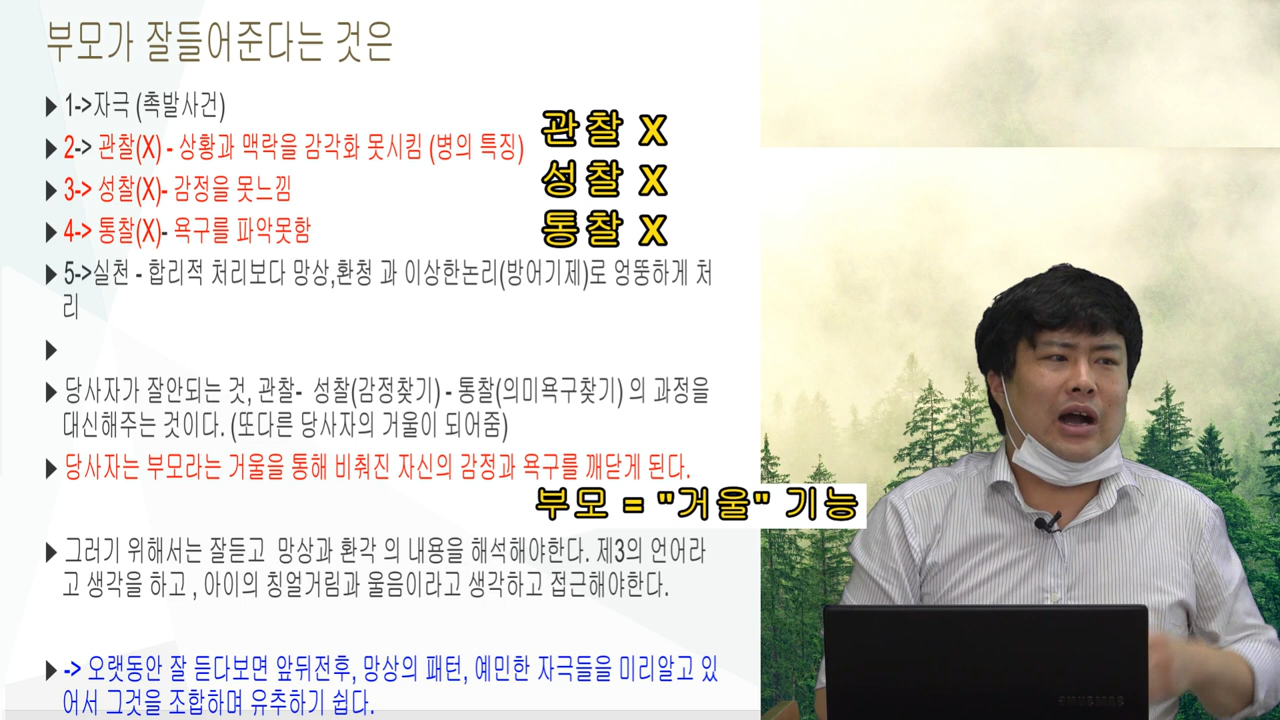 부모가 잘들어준다는 것은
1->자극 (촉발사건)
2-> 관찰(X) - 상황과 맥락을 감각화 못시킴 (병의 특징)
3-> 성찰(X)- 감정을 못느낌
4-> 통찰(X)- 욕구를 파악못함
관찰 X
성찰 X
통찰 X
5->실천 - 합리적 처리보다 망상,환청 과 이상한논리(방어기제)로 엉뚱하게 처
리
당사자가 잘안되는 것, 관찰- 성찰(감정찾기) - 통찰(의미욕구찾기) 의 과정을
대신해주는 것이다. (또다른 당사자의 거울이 되어줌)
당사자는 부모라는 거울을 통해 비춰진 자신의 감정과 욕구를 깨닫게 된다.
부모 = "거울" 기능
그러기 위해서는 잘듣고 망상과 환각 의 내용을 해석해야한다. 제3의 언어라
고 생각을 하고 , 아이의 칭얼거림과 울음이라고 생각하고 접근해야한다.
-> 오랫동안 잘 듣다보면 앞뒤전후, 망상의 패턴, 예민한 자극들을 미리알고 있
어서 그것을 조합하며 유추하기 쉽다.
SAMSUNG